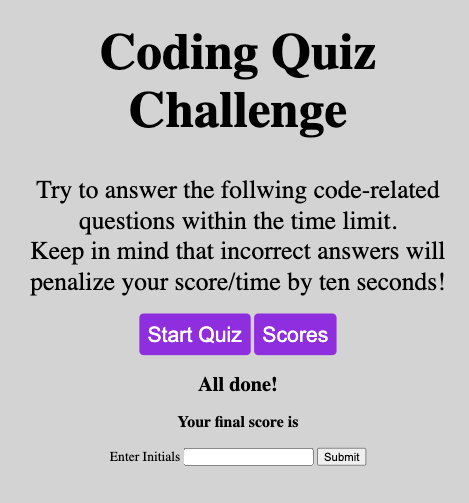 Coding Quiz
Challenge
Try to answer the follwing code-related
questions within the time limit.
Keep in mind that incorrect answers will
penalize your score/time by ten seconds!
Start Quiz Scores
All done!
Your final score is
Enter Initials Submit